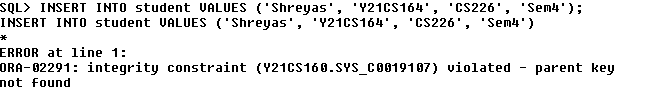 SQL> INSERT INTO student VALUES ('Shreyas', 'Y21CS164', 'CS226', 'Sem4');
INSERT INTO student VALUES ('Shreyas', 'Y21CS164', 'CS226', 'Sem4')
*
ERROR at line 1:
ORA-02291: integrity constraint (Y21CS160.SYS_C0019107) violated - parent key
not found